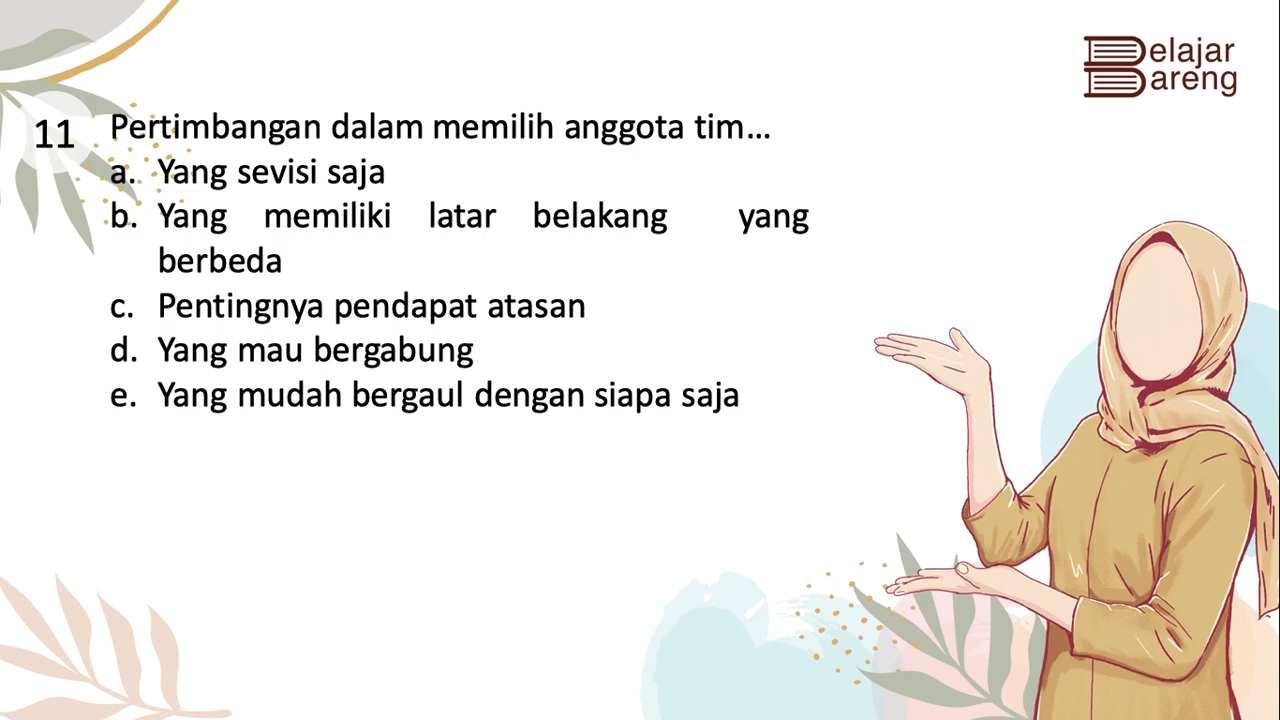 Belajar
Bareng
11 Pertimbangan dalam memilih anggota tim...
a. Yang sevisi saja
b. Yang memiliki latar belakang yang
berbeda
c. Pentingnya pendapat atasan
d. Yang mau bergabung
e. Yang mudah bergaul dengan siapa saja